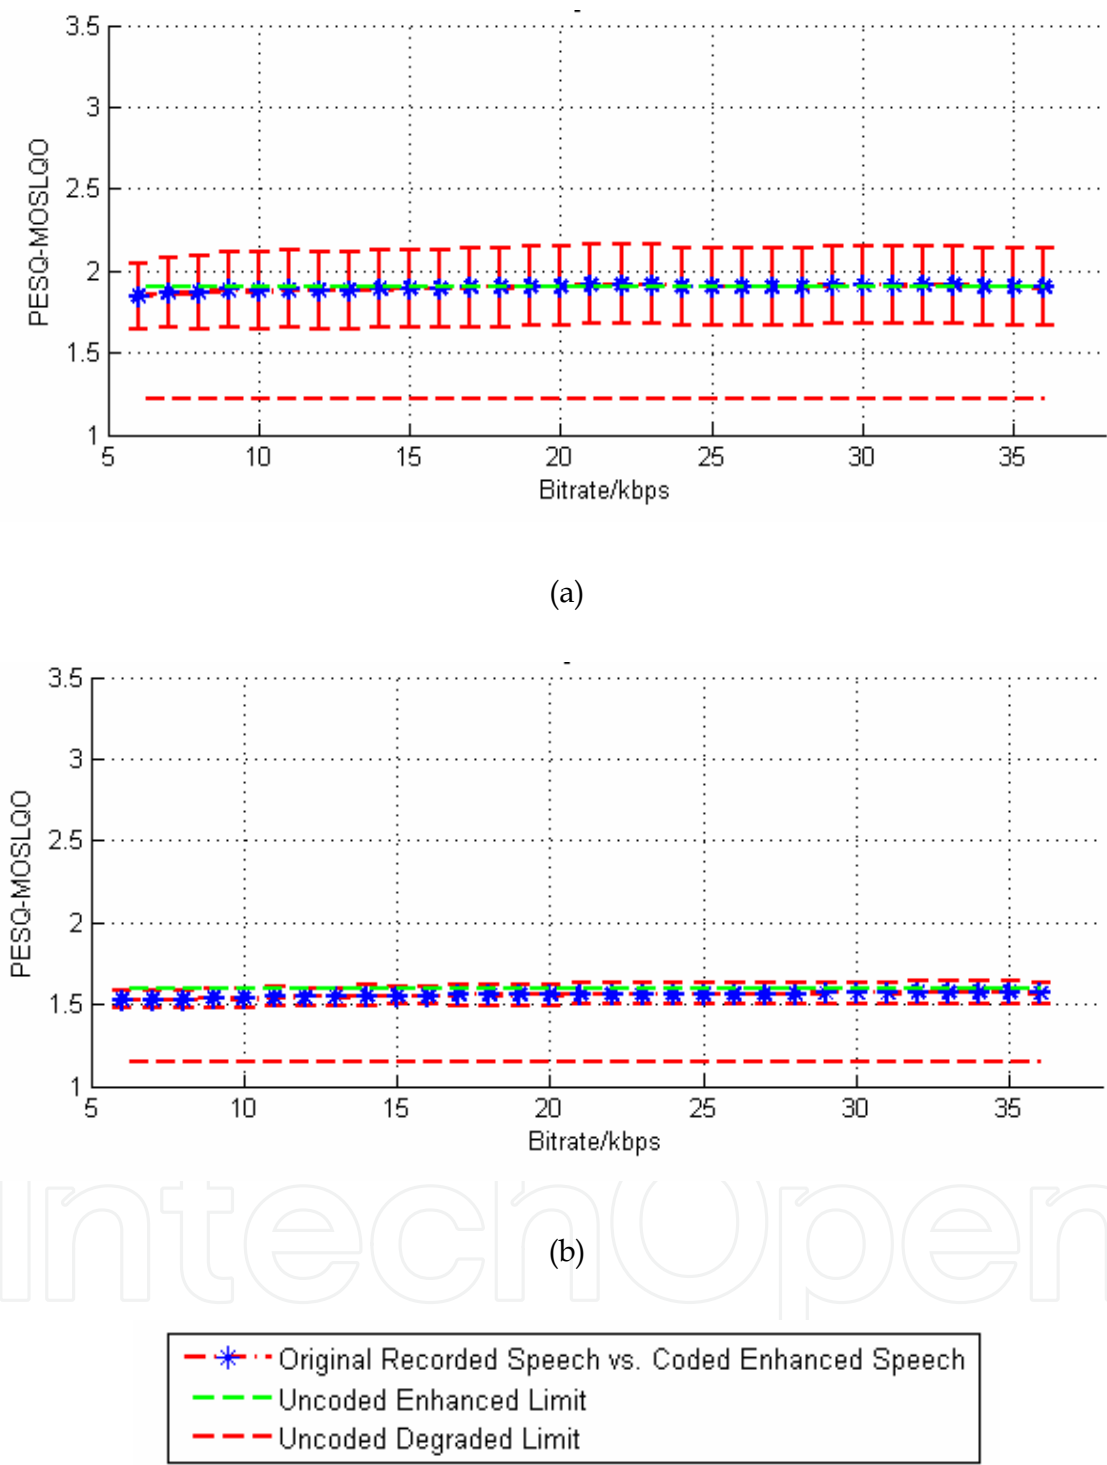 3.5
3
2.5
2
1.5
1
PESQ-MOSLQO
5 10 15 20 25 30 35
Bitrate/kbps
(a)
3.5
3
2.5
2
1.5
1
PESQ-MOSLQO
5 10 15 20 25 30 35
Bitrate/kbps
IntechOpen
(b)
Original Recorded Speech vs. Coded Enhanced Speech
Uncoded Enhanced Limit
Uncoded Degraded Limit